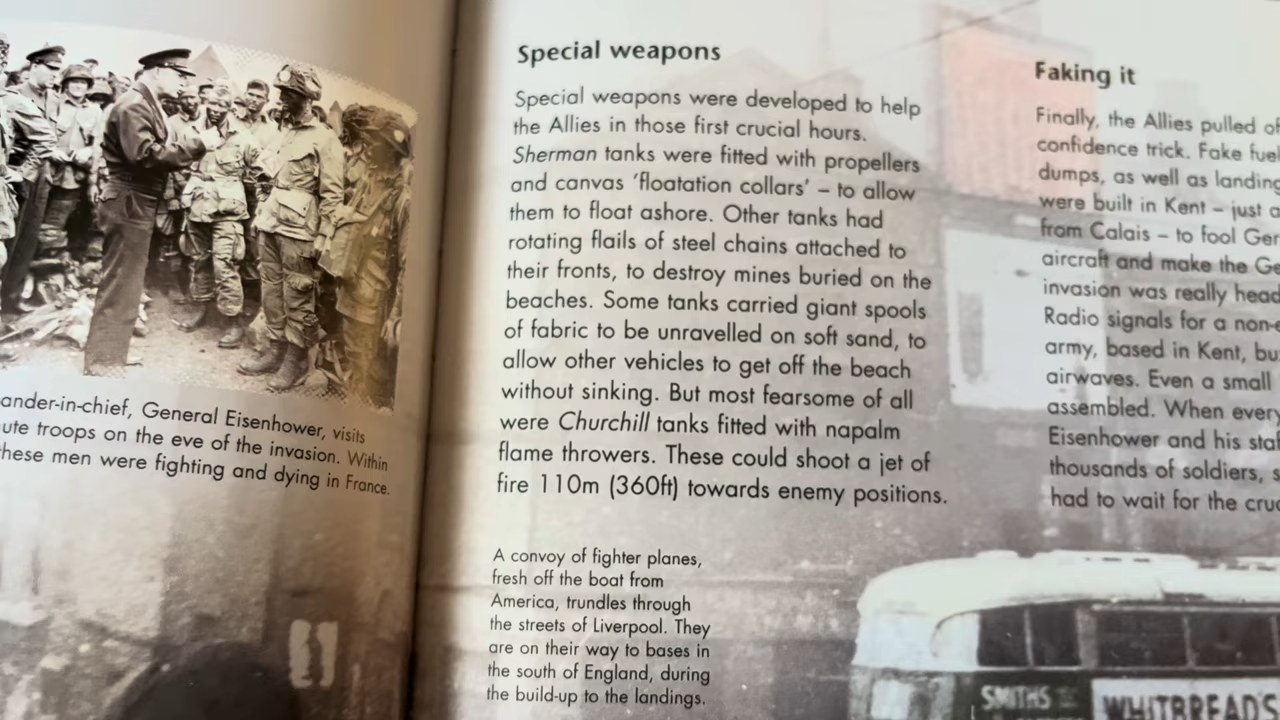 ander-in-chief, General Eisenhower, visits
ute troops on the eve of the invasion. Within
hese men were fighting and dying in France.
Special weapons
Special weapons were developed to help
the Allies in those first crucial hours.
Sherman tanks were fitted with propellers
and canvas ‘floatation collars’ – to allow
them to float ashore. Other tanks had
rotating flails of steel chains attached to
their fronts, to destroy mines buried on the
beaches. Some tanks carried giant spools
of fabric to be unravelled on soft sand, to
allow other vehicles to get off the beach
without sinking. But most fearsome of all
were Churchill tanks fitted with napalm
flame throwers. These could shoot a jet of
fire 110m (360ft) towards enemy positions.
A convoy of fighter planes,
fresh off the boat from
America, trundles through
the streets of Liverpool. They
are on their way to bases in
the south of England, during
the build-up to the landings.
Faking it
Finally, the Allies pulled of
confidence trick. Fake fuel
dumps, as well as landing
were built in Kent – just a
from Calais – to fool Ger
aircraft and make the Ge
invasion was really head
Radio signals for a non-
army, based in Kent, bu
airwaves. Even a small
assembled. When every
Eisenhower and his staf
thousands of soldiers, s
had to wait for the cruc
SMITHS
WHITBREAD'S